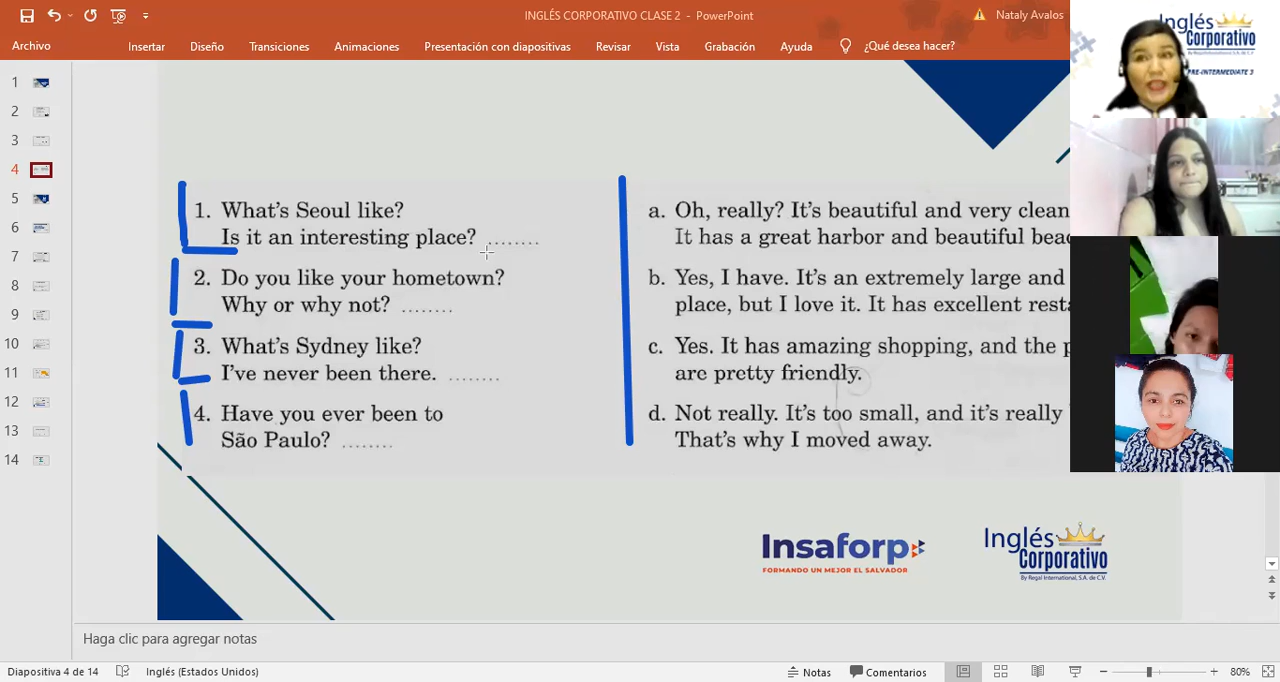 INGLÉS CORPORATIVO CLASE 2 - PowerPoint
Nataly Avalos
Archivo Insertar Diseño Transiciones Animaciones Presentación con diapositivas Revisar Vista Grabación Ayuda ¿Qué desea hacer?
Inglés
Corporativo
By Regal International, S.A. de C.V.
PRE-INTERMEDIATE 3
1
2
3
4
5
6
7
8
9
10
11
12
13
14
1. What's Seoul like?
Is it an interesting place? ........
2. Do you like your hometown?
Why or why not? ........
3. What's Sydney like?
I've never been there. ........
4. Have you ever been to
São Paulo? ........
a. Oh, really? It's beautiful and very clean
It has a great harbor and beautiful
b. Yes, I have. It's an extremely large and
place, but I love it. It has excellent
c. Yes. It has amazing shopping, and the
are pretty friendly.
d. Not really. It's too small, and it's really
That's why I moved away.
Insaforp
FORMANDO UN MEJOR EL SALVADOR
Inglés
Corporativo
By Regal International, S.A. de C.V.
Haga clic para agregar notas
Diapositiva 4 de 14 Inglés (Estados Unidos) Notas Comentarios 80%